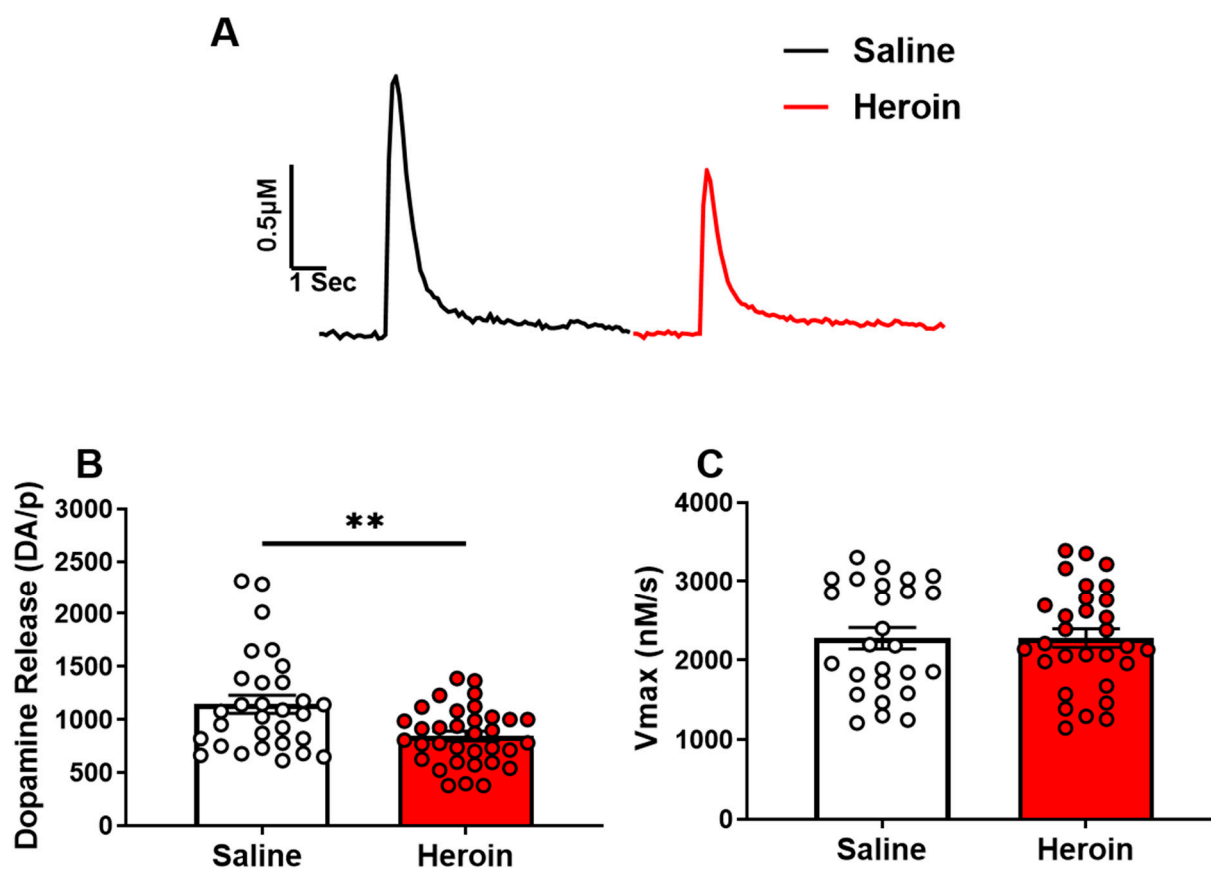 A
Saline
Heroin
0.5µM
1 Sec
B
Dopamine Release (DA/p)
3000
2500
2000
1500
1000
500
0
**
Saline
Heroin
C
Vmax (nM/s)
4000
3000
2000
1000
0
Saline
Heroin